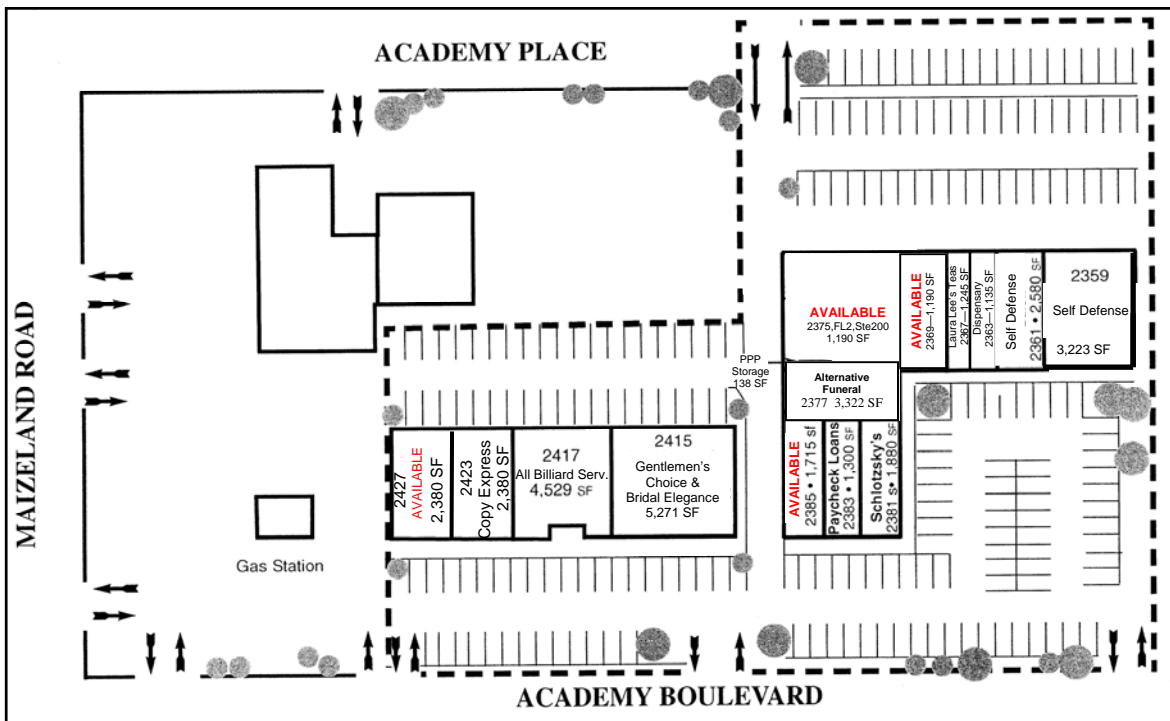 ACADEMY PLACE
MAIZELAND ROAD
AVAILABLE
2375,FL2,Ste200
1,190 SF
AVAILABLE
2369—1,190 SF
Laura Lee's Teas
2367—1,245 SF
Dispensary
2363—1,135 SF
Self Defense
2361 • 2,580 SF
2359
Self Defense
3,223 SF
PPP
Storage
138 SF
Alternative
Funeral
2377 3,322 SF
AVAILABLE
2385 • 1,715 sf
Paycheck Loans
2383 • 1,300 SF
Schlotzsky's
2381 s• 1,880 SF
2427
AVAILABLE
2,380 SF
2423
Copy Express
2,380 SF
2417
All Billiard Serv.
4,529 SF
2415
Gentlemen's
Choice &
Bridal Elegance
5,271 SF
Gas Station
ACADEMY BOULEVARD